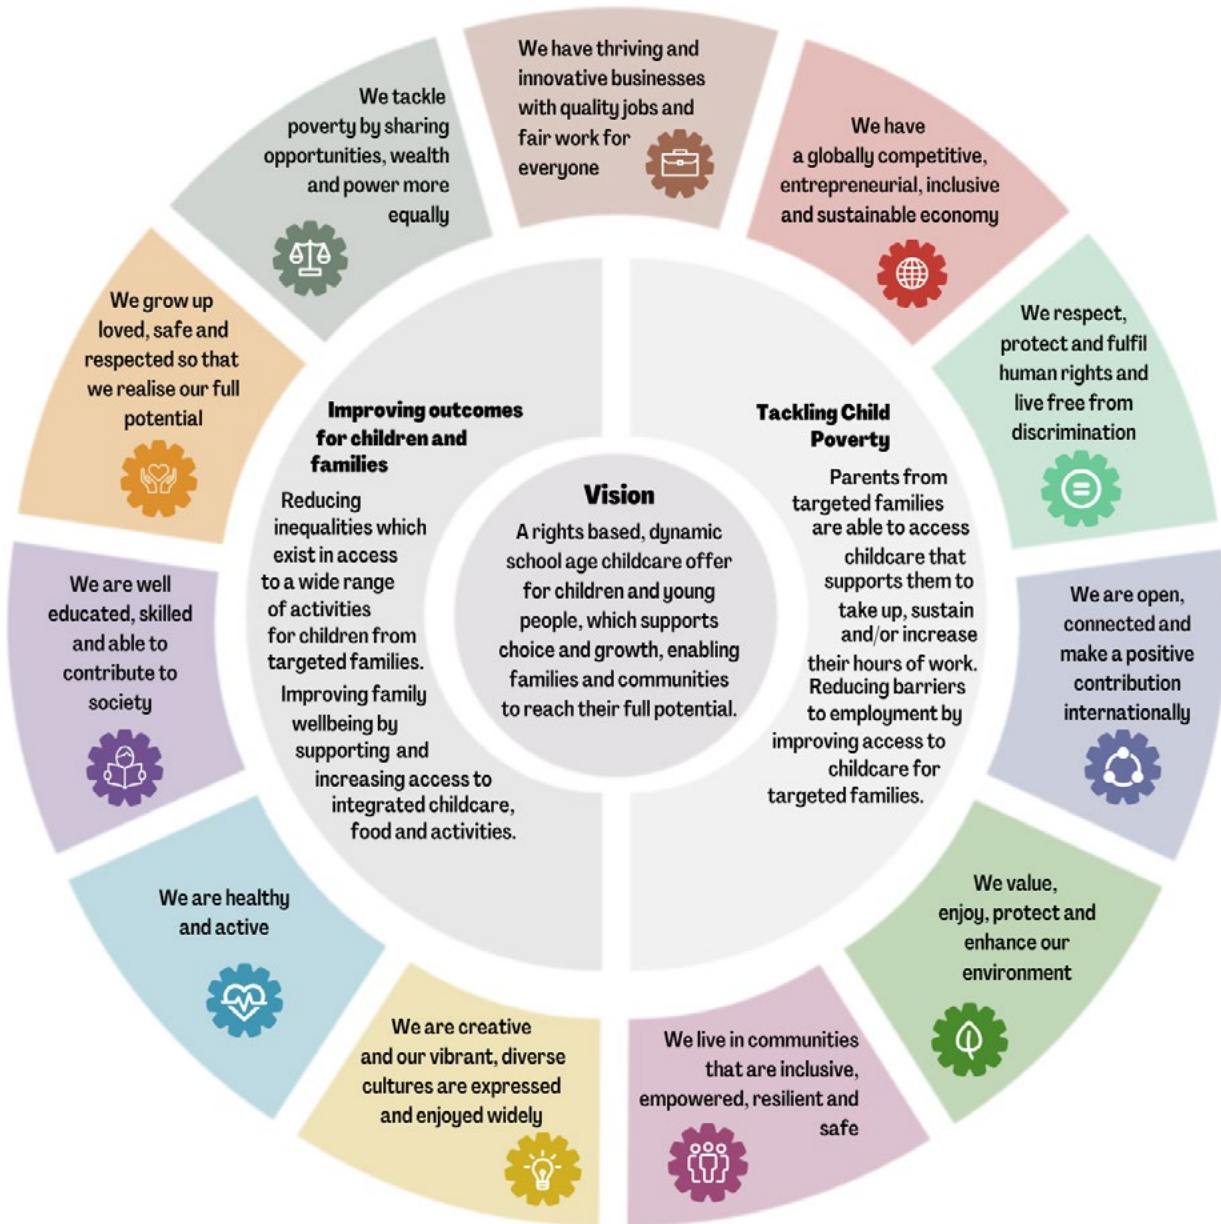 We have thriving and
innovative businesses
with quality jobs and
fair work for
everyone
We have
a globally competitive,
entrepreneurial, inclusive
and sustainable economy
We respect,
protect and fulfil
human rights and
live free from
discrimination
We are open,
connected and
make a positive
contribution
internationally
We value,
enjoy, protect and
enhance our
environment
We live in communities
that are inclusive,
empowered, resilient and
safe
We are creative
and our vibrant, diverse
cultures are expressed
and enjoyed widely
We are healthy
and active
We are well
educated, skilled
and able to
contribute to
society
We grow up
loved, safe and
respected so that
we realise our full
potential
We tackle
poverty by sharing
opportunities, wealth
and power more
equally
Improving outcomes
for children and
families
Reducing
inequalities which
exist in access
to a wide range
of activities
for children from
targeted families.
Improving family
wellbeing by
supporting and
increasing access to
integrated childcare,
food and activities.
Vision
A rights based, dynamic
school age childcare offer
for children and young
people, which supports
choice and growth, enabling
families and communities
to reach their full potential.
Tackling Child
Poverty
Parents from
targeted families
are able to access
childcare that
supports them to
take up, sustain
and/or increase
their hours of work.
Reducing barriers
to employment by
improving access to
childcare for
targeted families.